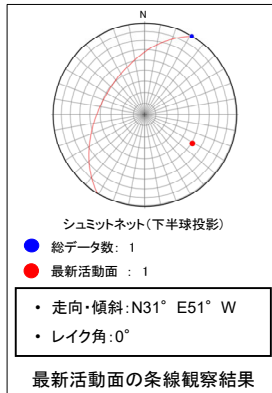 N
シュミットネット(下半球投影)
総データ数: 1
最新活動面 : 1
・ 走向・傾斜:N31° E51° W
・ レイク角:0°
最新活動面の条線観察結果